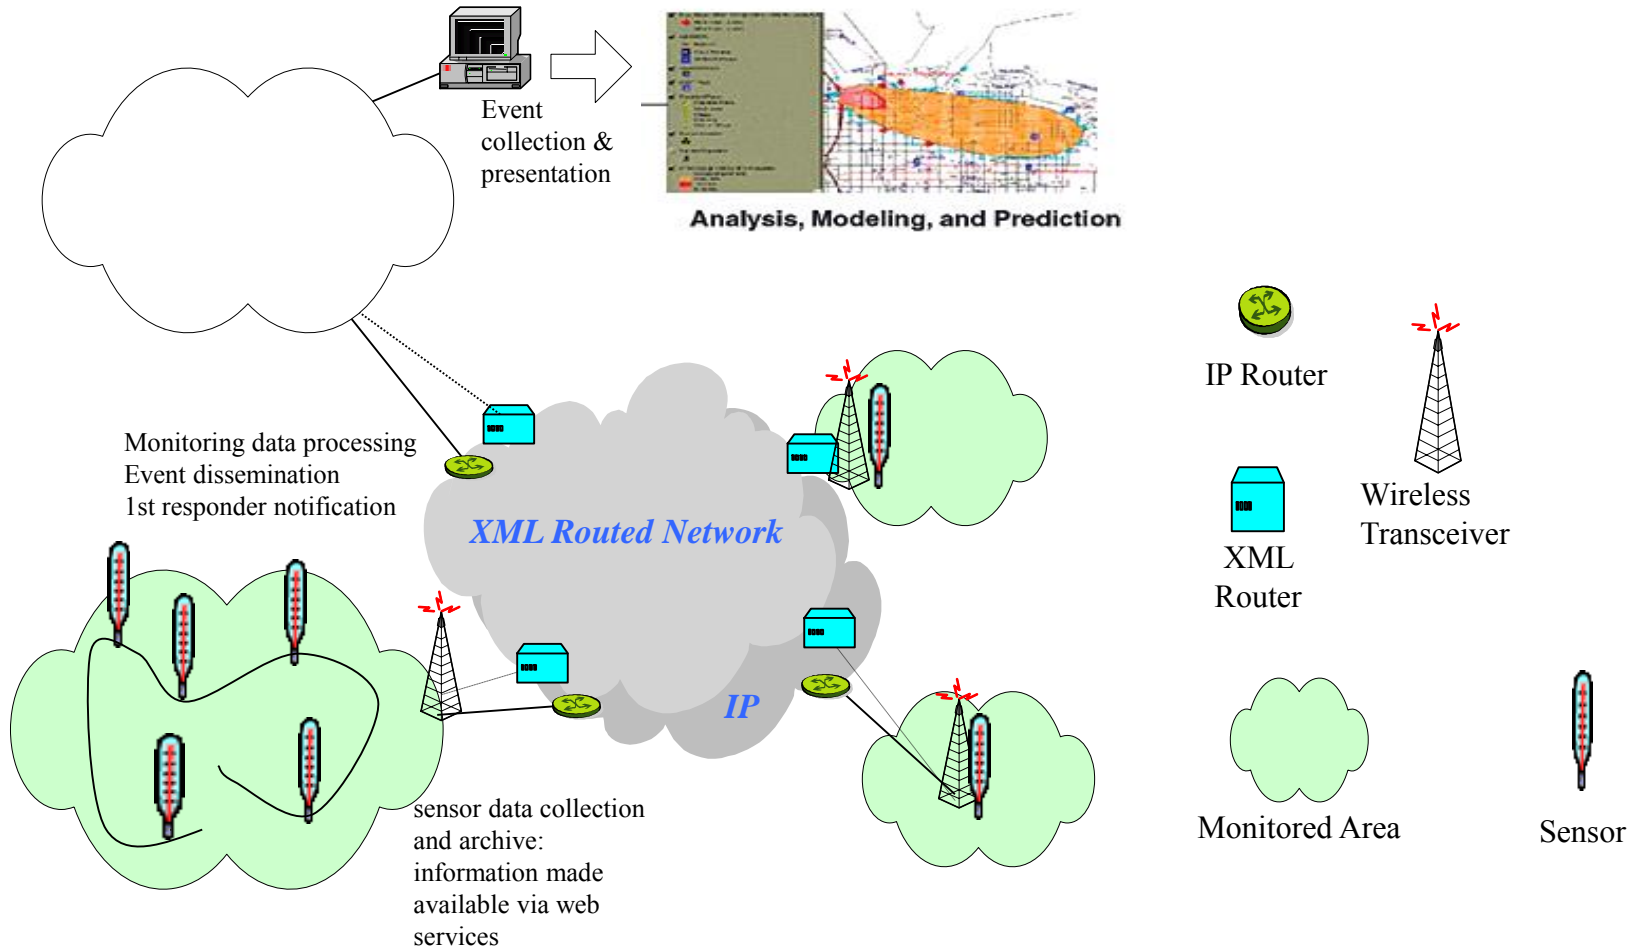 Event
collection &
presentation
Analysis, Modeling, and Prediction
IP Router
Monitoring data processing
Event dissemination
1st responder notification
XML Routed Network
Wireless
Transceiver
XML
Router
IP
sensor data collection
and archive:
information made
available via web
services
Monitored Area
Sensor